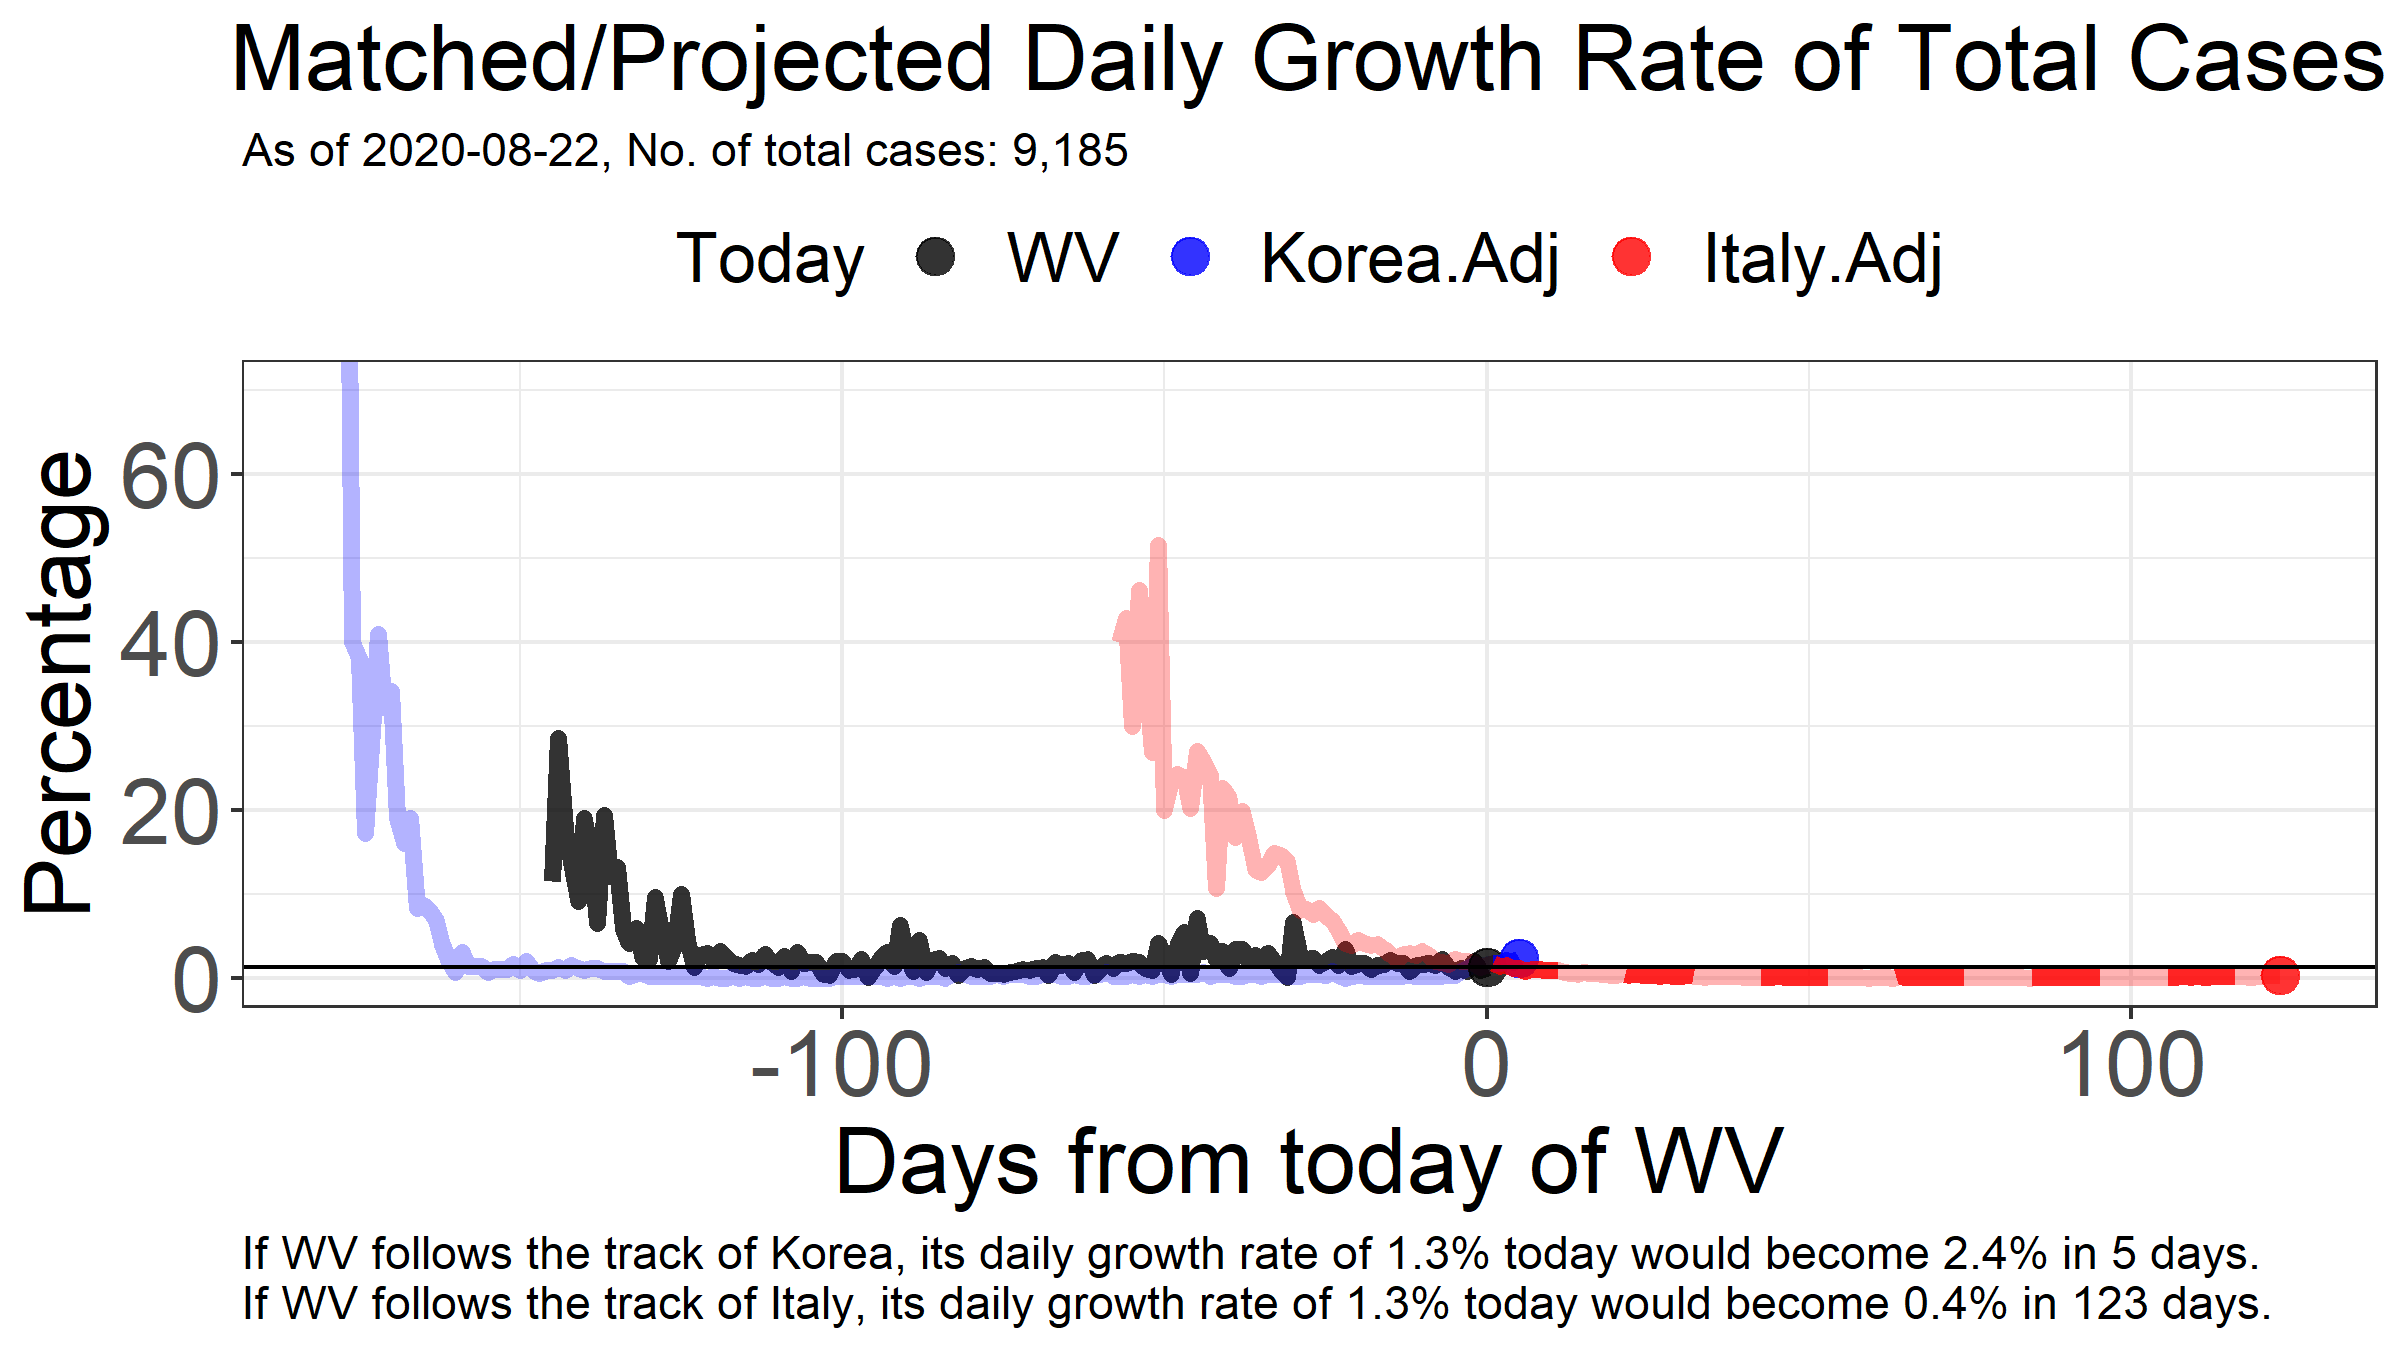 Matched/Projected Daily Growth Rate of Total Cases
As of 2020-08-22, No. of total cases: 9,185
Today WV Korea.Adj Italy.Adj
Percentage
60
40
20
0
-100 0 100
Days from today of WV
If WV follows the track of Korea, its daily growth rate of 1.3% today would become 2.4% in 5 days.
If WV follows the track of Italy, its daily growth rate of 1.3% today would become 0.4% in 123 days.